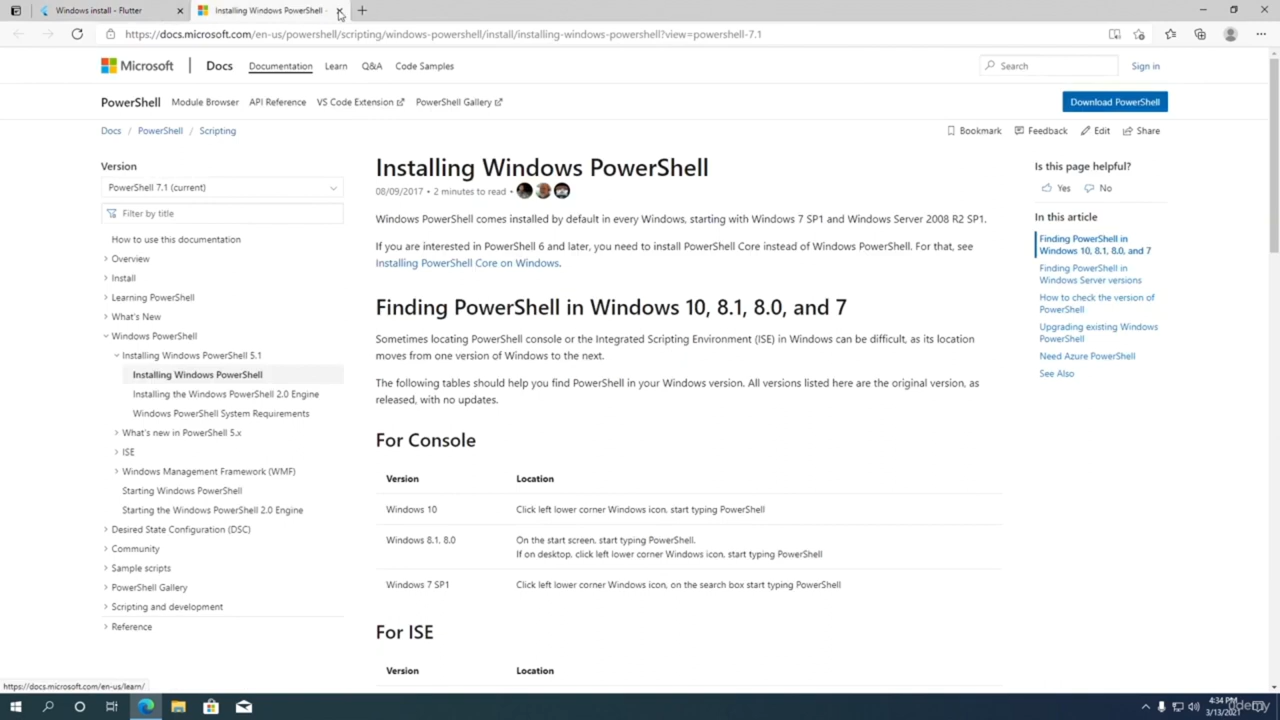 Windows install - Flutter
Installing Windows PowerShell -
https://docs.microsoft.com/en-us/powershell/scripting/windows-powershell/install/installing-windows-powershell?view=powershell-7.1
Microsoft
Docs
Documentation
Learn
Q&A
Code Samples
Search
Sign in
PowerShell
Module Browser
API Reference
VS Code Extension
PowerShell Gallery
Download PowerShell
Docs / PowerShell / Scripting
Bookmark
Feedback
Edit
Share
Version
PowerShell 7.1 (current)
Filter by title
How to use this documentation
Overview
Install
Learning PowerShell
What's New
Windows PowerShell
Installing Windows PowerShell 5.1
Installing Windows PowerShell
Installing the Windows PowerShell 2.0 Engine
Windows PowerShell System Requirements
What's new in PowerShell 5.x
ISE
Windows Management Framework (WMF)
Starting Windows PowerShell
Starting the Windows PowerShell 2.0 Engine
Desired State Configuration (DSC)
Community
Sample scripts
PowerShell Gallery
Scripting and development
Reference
Installing Windows PowerShell
08/09/2017 • 2 minutes to read •
Windows PowerShell comes installed by default in every Windows, starting with Windows 7 SP1 and Windows Server 2008 R2 SP1.
If you are interested in PowerShell 6 and later, you need to install PowerShell Core instead of Windows PowerShell. For that, see
Installing PowerShell Core on Windows.
Finding PowerShell in Windows 10, 8.1, 8.0, and 7
Sometimes locating PowerShell console or the Integrated Scripting Environment (ISE) in Windows can be difficult, as its location
moves from one version of Windows to the next.
The following tables should help you find PowerShell in your Windows version. All versions listed here are the original version, as
released, with no updates.
For Console
Version Location
Windows 10 Click left lower corner Windows icon, start typing PowerShell
Windows 8.1, 8.0 On the start screen, start typing PowerShell.
If on desktop, click left lower corner Windows icon, start typing PowerShell
Windows 7 SP1 Click left lower corner Windows icon, on the search box start typing PowerShell
For ISE
Version Location
Is this page helpful?
Yes No
In this article
Finding PowerShell in
Windows 10, 8.1, 8.0, and 7
Finding PowerShell in
Windows Server versions
How to check the version of
PowerShell
Upgrading existing Windows
PowerShell
Need Azure PowerShell
See Also
https://docs.microsoft.com/en-us/learn/
4:34 PM
3/13/2021